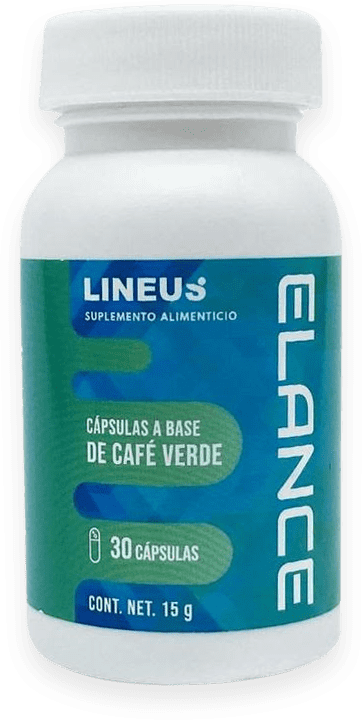 LINEUS
SUPLEMENTO ALIMENTICIO
CÁPSULAS A BASE
DE CAFÉ VERDE
30 CÁPSULAS
CONT. NET. 15 g
ELANCE